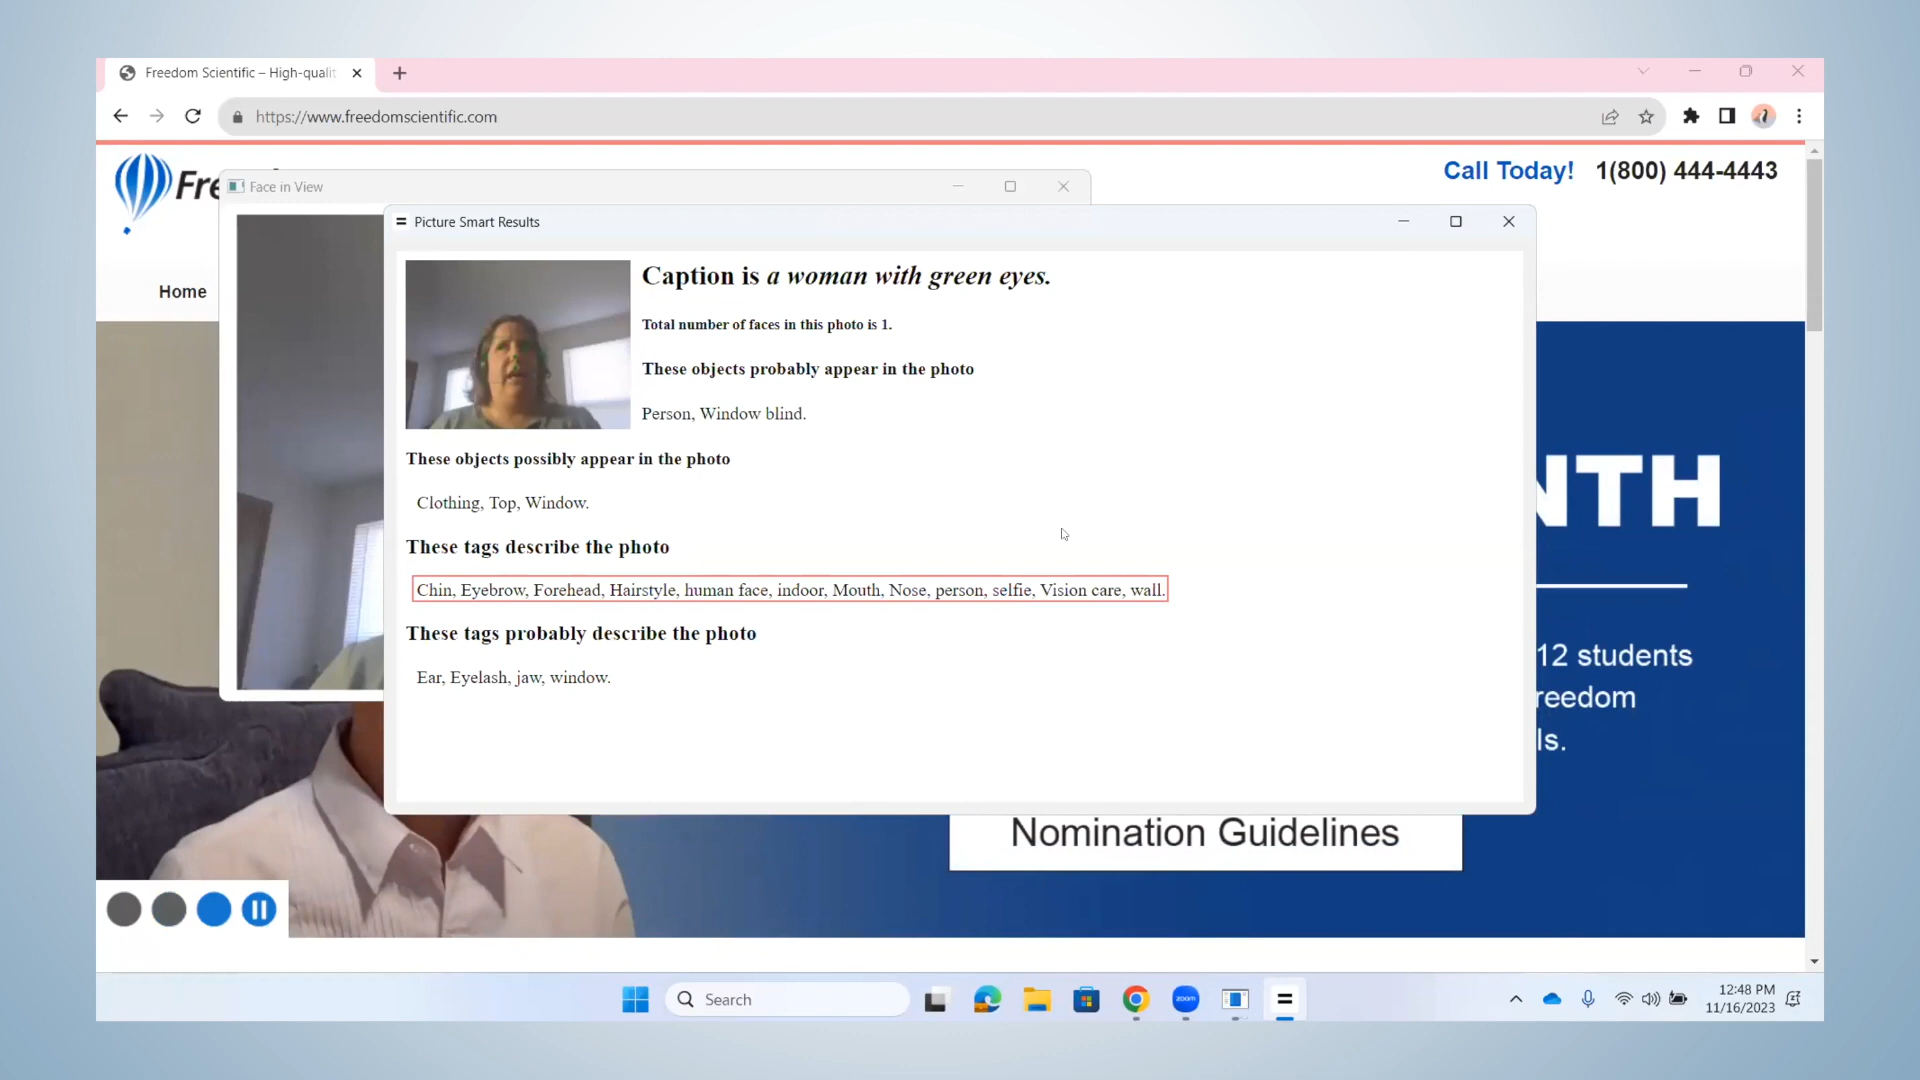 Freedom Scientific – High-qualit
https://www.freedomscientific.com
Call Today! 1(800) 444-4443
Fre
Face in View
Picture Smart Results
Home
Caption is a woman with green eyes.
Total number of faces in this photo is 1.
These objects probably appear in the photo
Person, Window blind.
These objects possibly appear in the photo
Clothing, Top, Window.
These tags describe the photo
Chin, Eyebrow, Forehead, Hairstyle, human face, indoor, Mouth, Nose, person, selfie, Vision care, wall.
These tags probably describe the photo
Ear, Eyelash, jaw, window.
NTH
12 students
reedom
ls.
Nomination Guidelines
Search
zoom
12:48 PM
11/16/2023